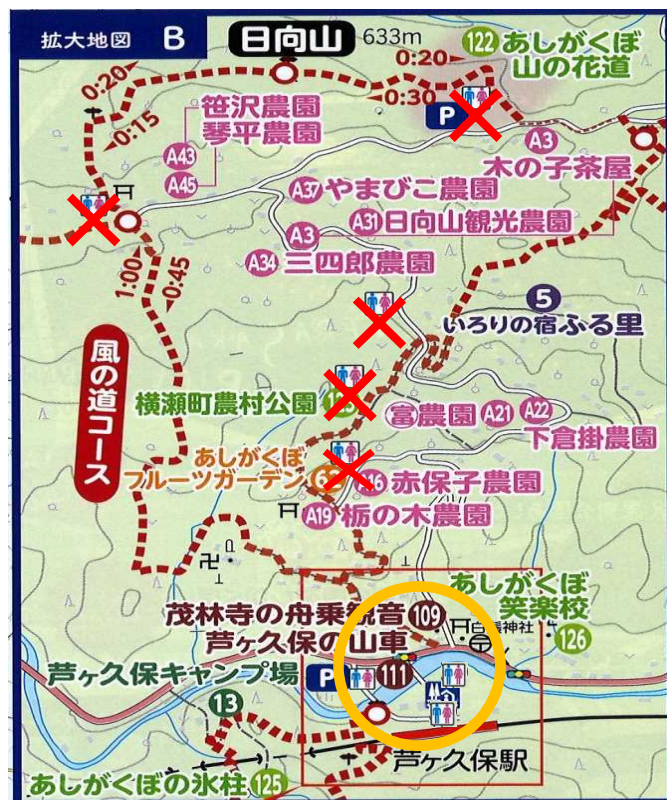 拡大地図 B
日向山 633m
122 あしがくぼ
山の花道
0:20
0:20
0:30
0:15
P
笹沢農園
琴平農園
A43
A45
A3
木の子茶屋
A37 やまびこ農園
A3
A31 日向山観光農園
A34 三四郎農園
1:00
0:45
5
いろりの宿ふる里
風の道コース
横瀬町農村公園
富 農園 A21 A22
下倉掛農園
あしがくぼ
フルーツガーデン
赤保子農園
A19 栃の木農園
卍
茂林寺の舟乗観音 109
芦ヶ久保の山車
111
あしがくぼ
笑楽校
126
白鬚神社
芦ヶ久保キャンプ場
13
P
芦ヶ久保駅
あしがくぼの氷柱 125